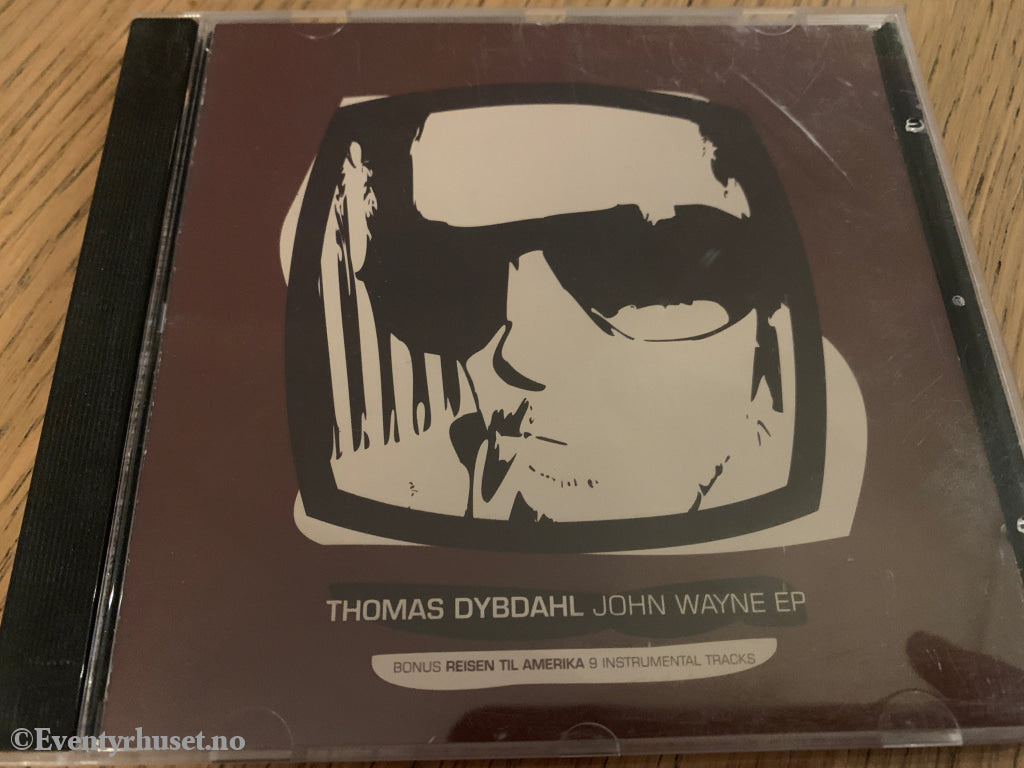 THOMAS DYBDAHL JOHN WAYNE EP
BONUS REISEN TIL AMERIKA 9 INSTRUMENTAL TRACKS
©Eventyrhuset.no